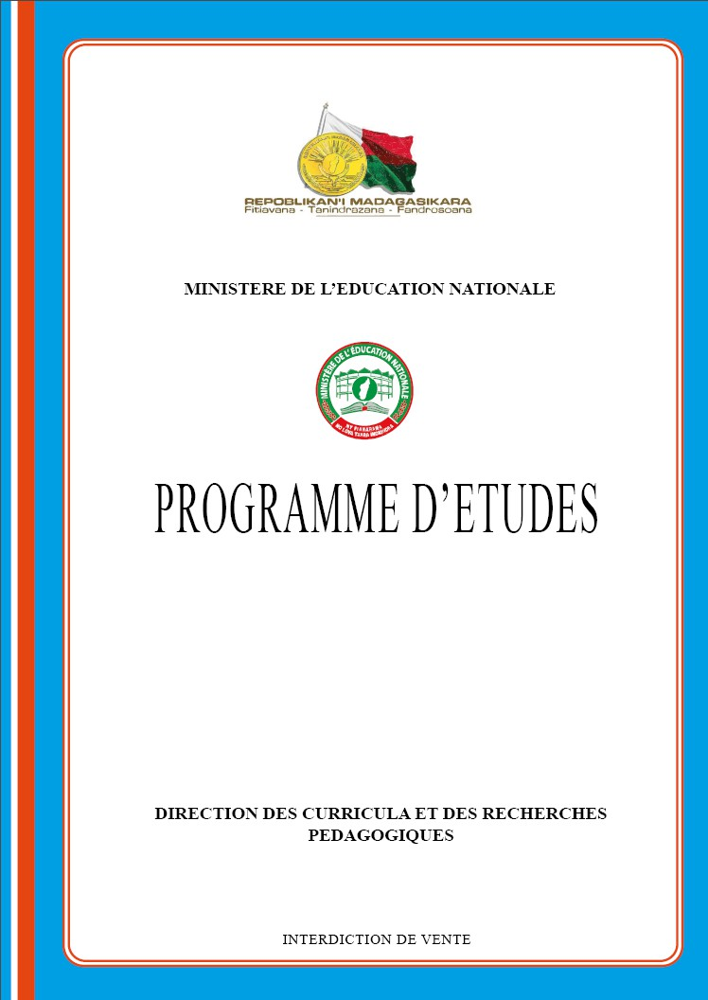 REPOBLIKAN'I MADAGASIKARA
Fitiavana - Tanindrazana - Fandrosoana
MINISTERE DE L’EDUCATION NATIONALE
MINISTÈRE DE L'ÉDUCATION NATIONALE
NY FIANARANA
NO LOVA TSARA INDRINDRA
PROGRAMME D’ETUDES
DIRECTION DES CURRICULA ET DES RECHERCHES
PEDAGOGIQUES
INTERDICTION DE VENTE